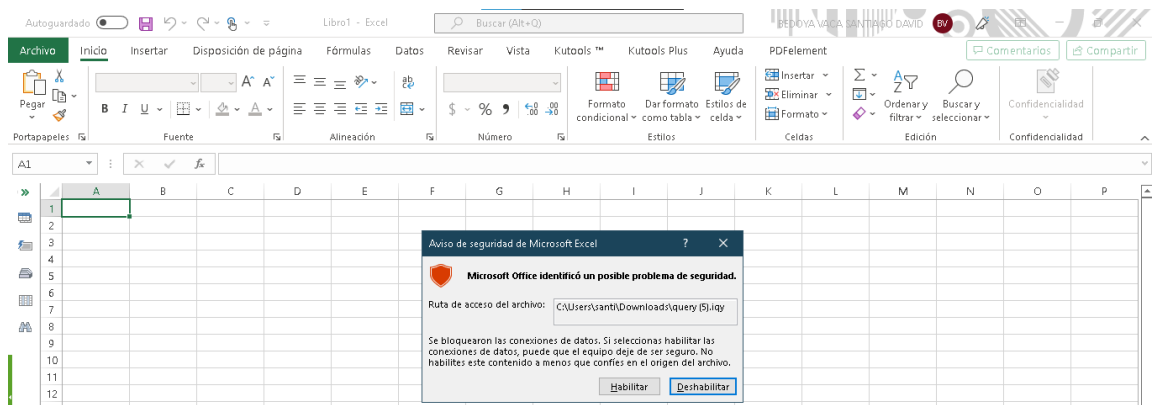 Autoguardado
Libro1 - Excel
Buscar (Alt+Q)
BEDOYA VACA SANTIAGO DAVID
BV
Archivo Inicio Insertar Disposición de página Fórmulas Datos Revisar Vista Kutools ™ Kutools Plus Ayuda PDFelement
Comentarios
Compartir
Pegar
N K S
A^ A˅
A
ab
$ % 9
Formato condicional
Dar formato como tabla
Estilos de celda
Insertar
Eliminar
Formato
Ordenar y filtrar
Buscar y seleccionar
Confidencialidad
Portapapeles Fuente Alineación Número Estilos Celdas Edición Confidencialidad
A1
fx
A B C D E F G H I J K L M N O P
1
2
3
4
5
6
7
8
9
10
11
12
Aviso de seguridad de Microsoft Excel ?
Microsoft Office identificó un posible problema de seguridad.
Ruta de acceso del archivo: C:\Users\santi\Downloads\query (5).iqy
Se bloquearon las conexiones de datos. Si seleccionas habilitar las
conexiones de datos, puede que el equipo deje de ser seguro. No
habilites este contenido a menos que confíes en el origen del archivo.
Habilitar Deshabilitar